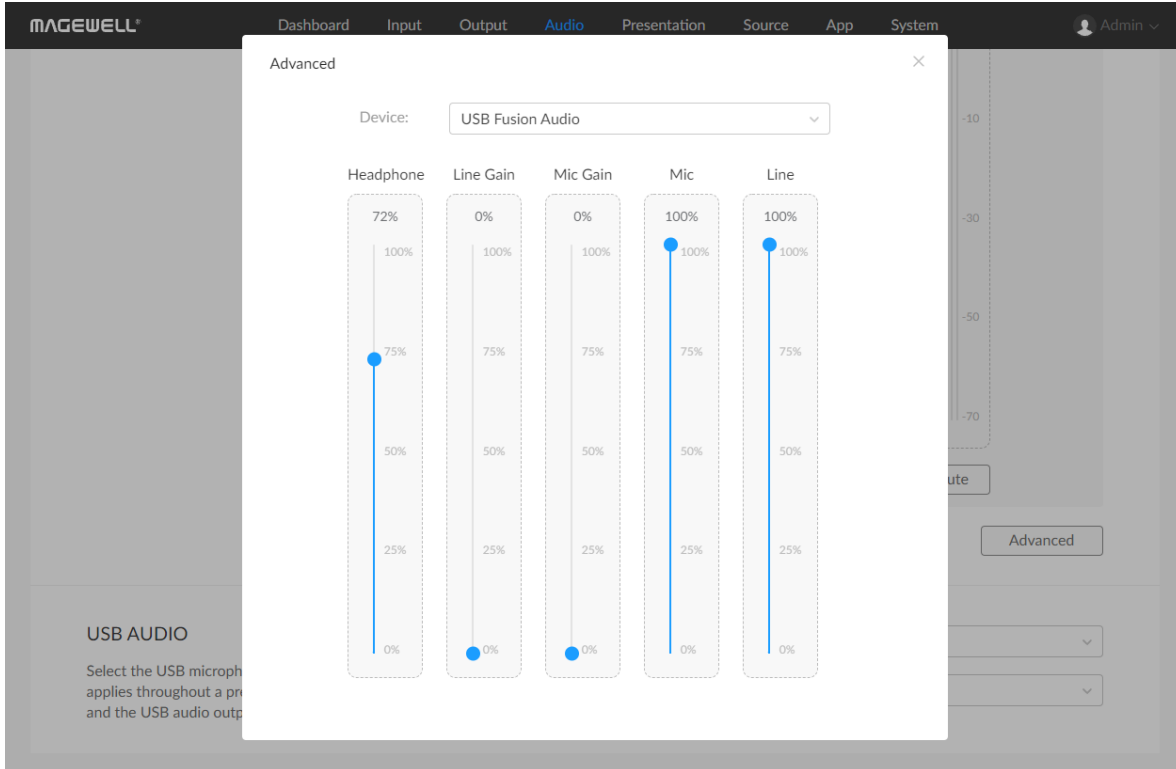 MAGEWELL®
Dashboard Input Output Audio Presentation Source App System Admin
Advanced
Device: USB Fusion Audio
Headphone Line Gain Mic Gain Mic Line
72% 0% 0% 100% 100%
100% 100% 100% 100% 100%
75% 75% 75% 75% 75%
50% 50% 50% 50% 50%
25% 25% 25% 25% 25%
0% 0% 0% 0% 0%
-10
-30
-50
-70
ute
Advanced
USB AUDIO
Select the USB microph
applies throughout a pr
and the USB audio outp